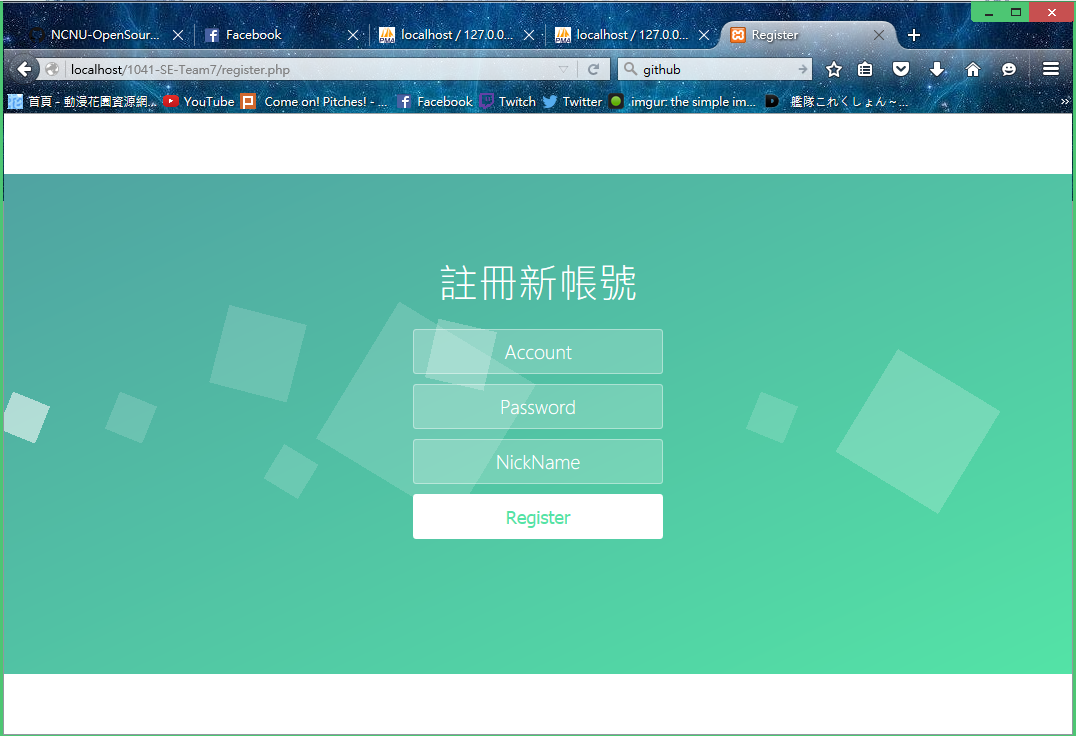 NCNU-OpenSour...
Facebook
localhost / 127.0.0...
localhost / 127.0.0...
Register
localhost/1041-SE-Team7/register.php
github
首頁 - 動漫花園資源網...
YouTube
Come on! Pitches! - ...
Facebook
Twitch
Twitter
imgur: the simple im...
艦隊これくしょん～...
註冊新帳號
Account
Password
NickName
Register